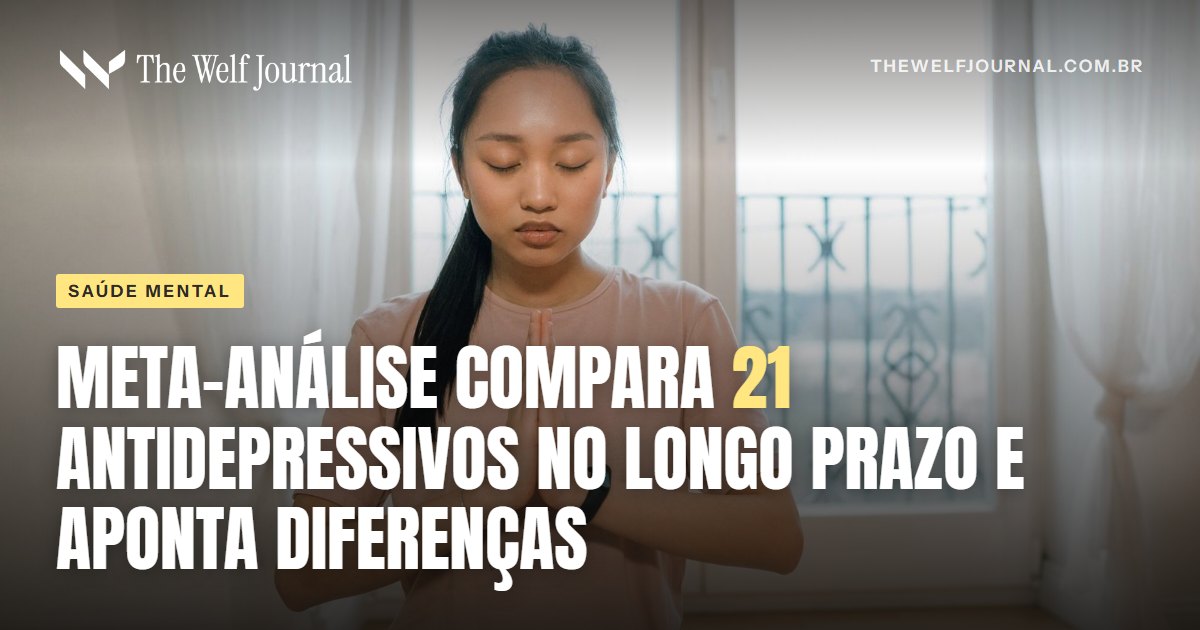 The Welf Journal
THEWELFJOURNAL.COM.BR
SAÚDE MENTAL
META-ANÁLISE COMPARA 21
ANTIDEPRESSIVOS NO LONGO PRAZO E
APONTA DIFERENÇAS